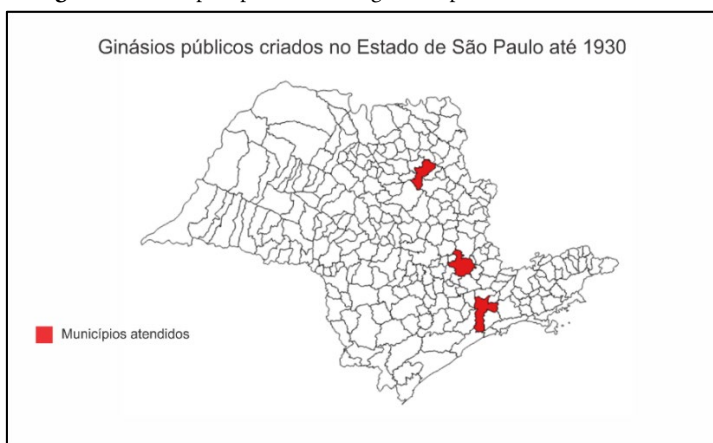 Ginásios públicos criados no Estado de São Paulo até 1930
Municípios atendidos